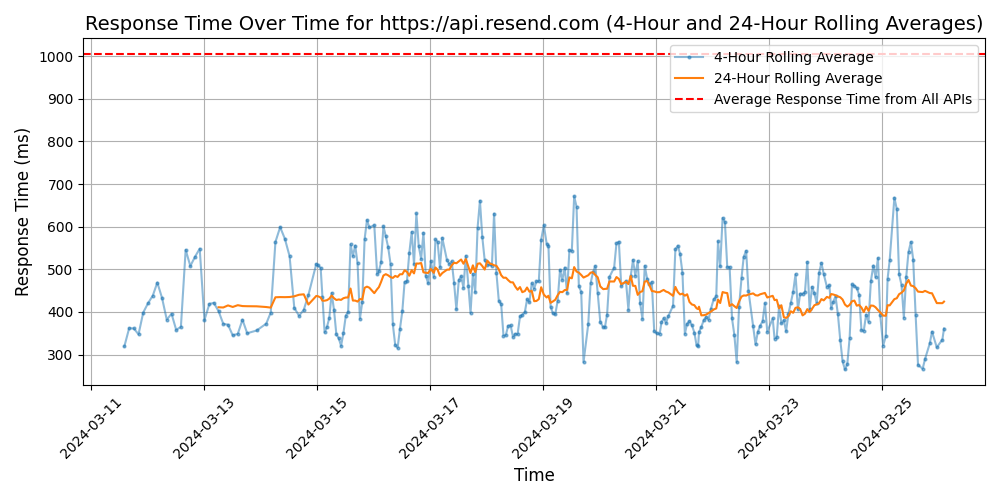 Response Time Over Time for https://api.resend.com (4-Hour and 24-Hour Rolling Averages)
4-Hour Rolling Average
24-Hour Rolling Average
Average Response Time from All APIs
Response Time (ms)
1000
900
800
700
600
500
400
300
2024-03-11
2024-03-13
2024-03-15
2024-03-17
2024-03-19
2024-03-21
2024-03-23
2024-03-25
Time